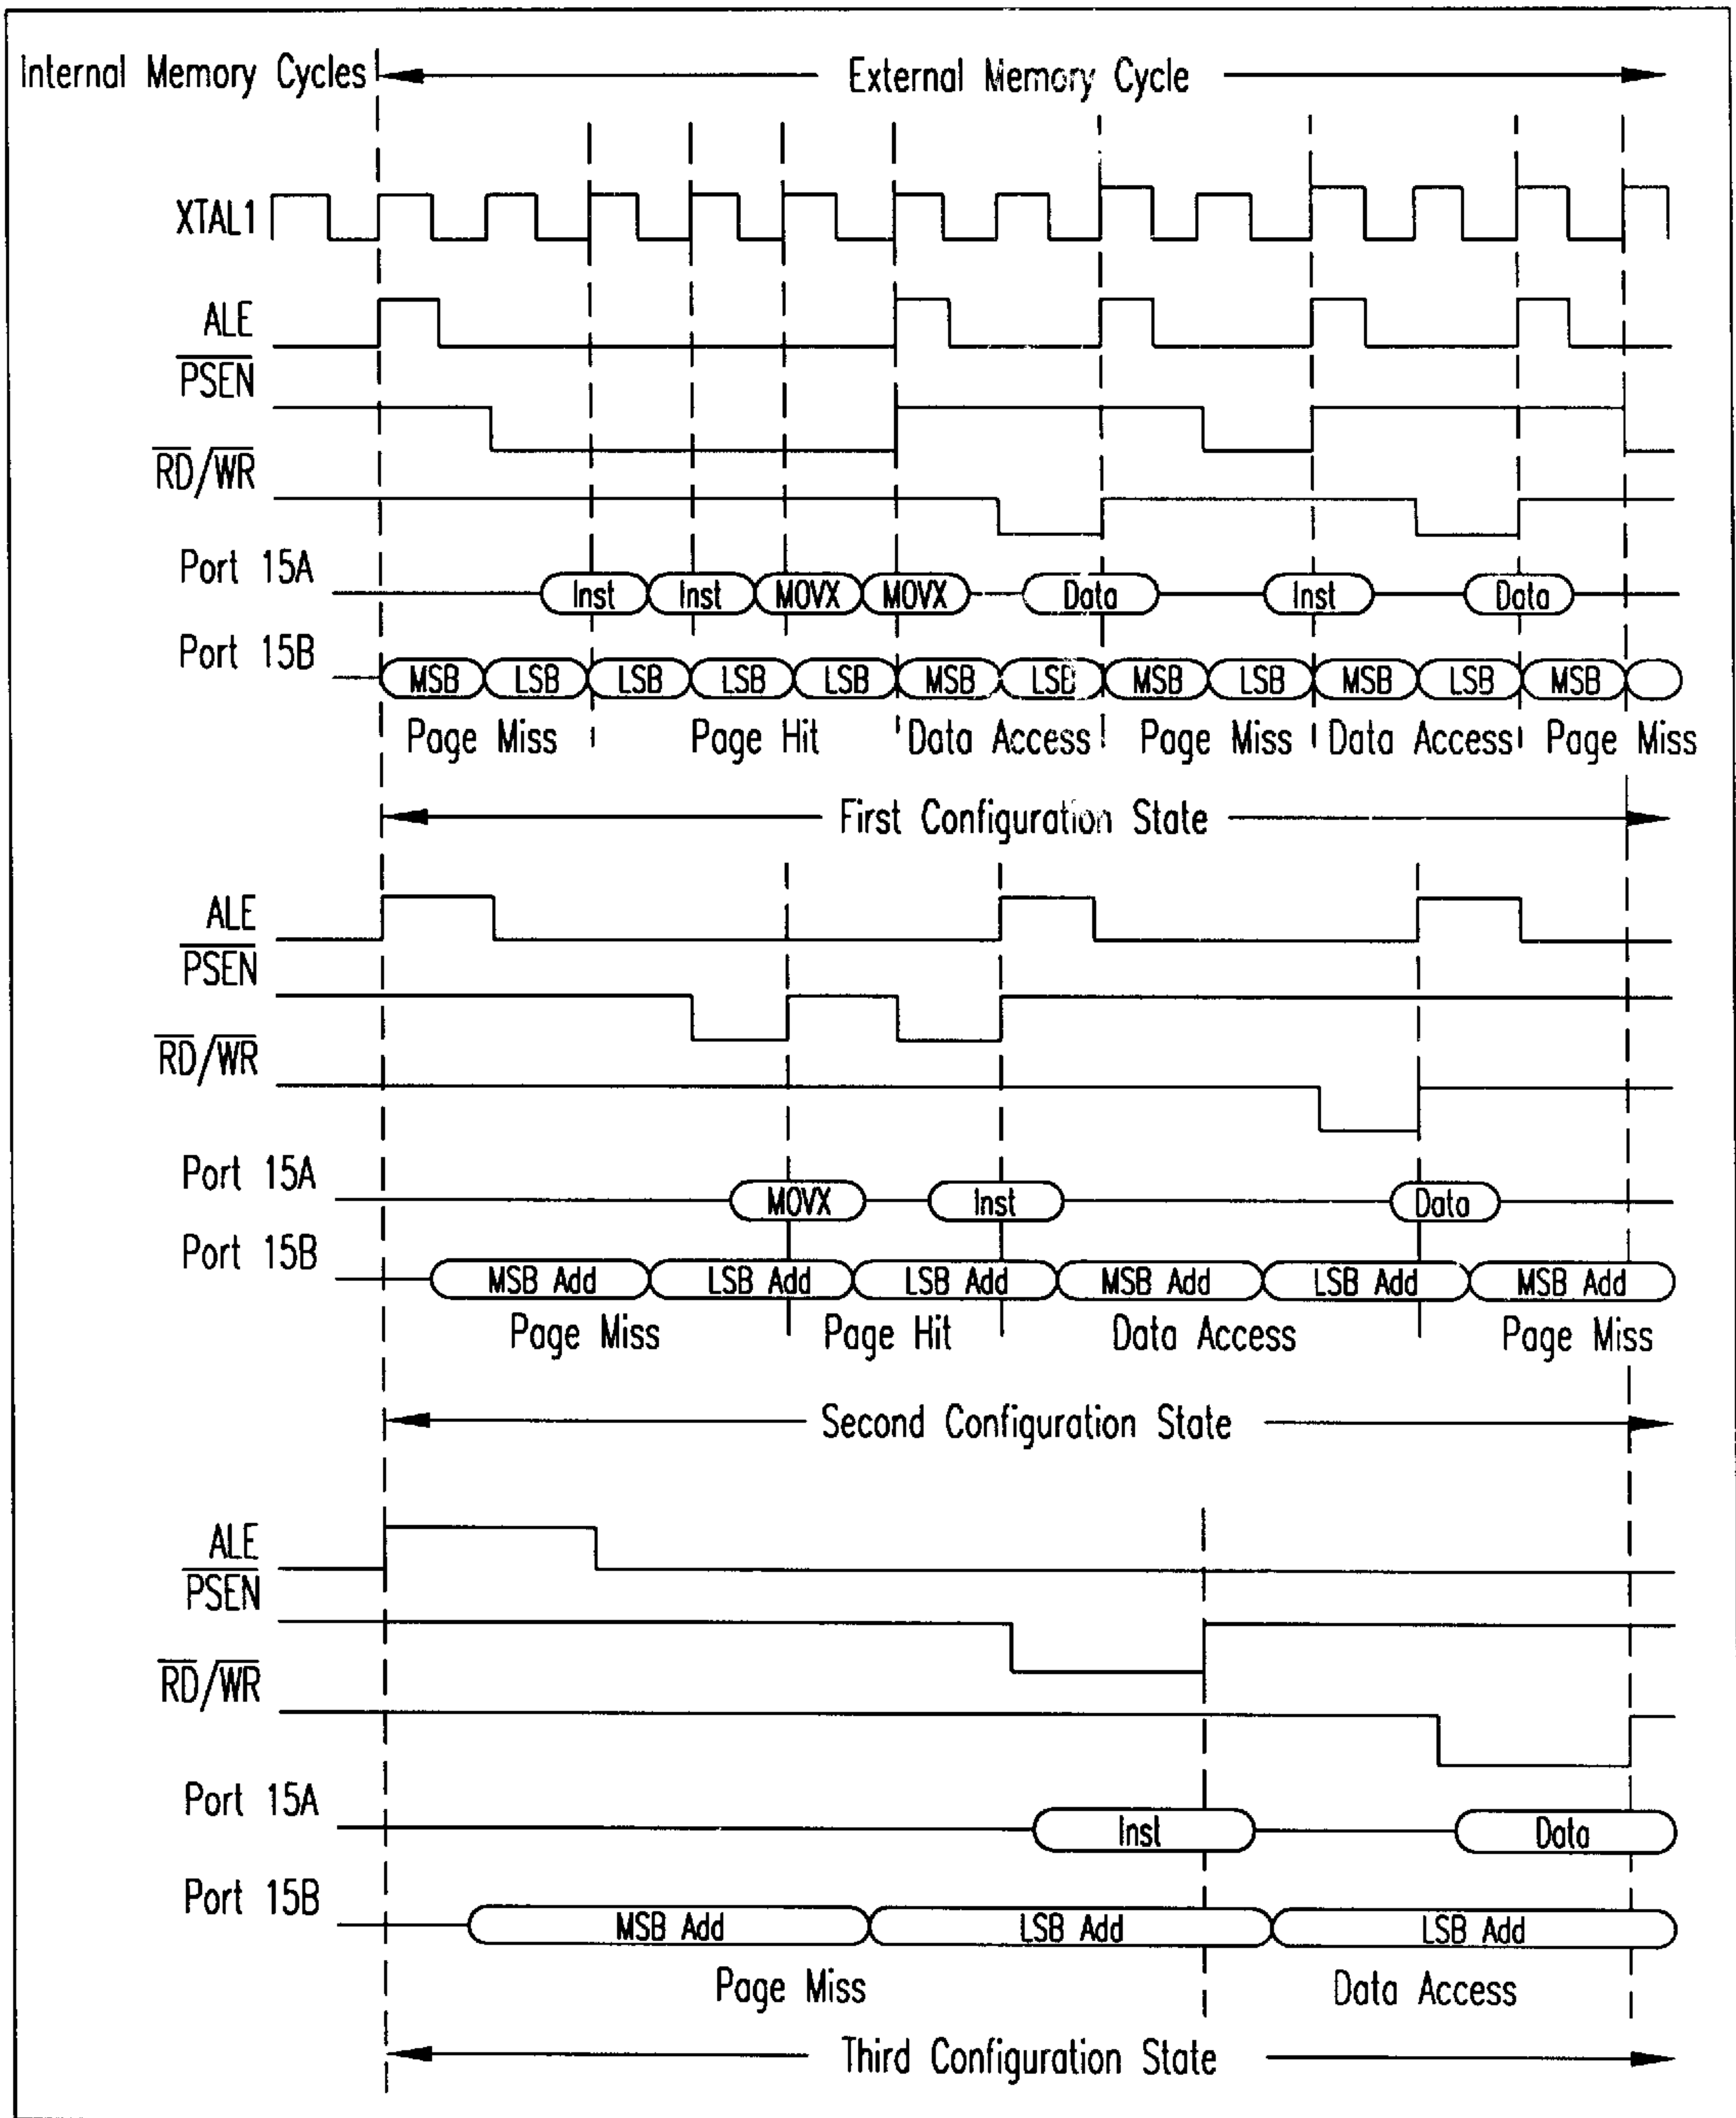 Internal Memory Cycles External Memory Cycle
XTAL1
ALE
PSEN
RD/WR
Port 15A Inst Inst MOVX MOVX Data Inst Data
Port 15B MSB LSB LSB LSB LSB MSB LSB MSB LSB MSB LSB MSB
Page Miss Page Hit Data Access Page Miss Data Access Page Miss
First Configuration State
ALE
PSEN
RD/WR
Port 15A MOVX Inst Data
Port 15B MSB Add LSB Add LSB Add MSB Add LSB Add MSB Add
Page Miss Page Hit Data Access Page Miss
Second Configuration State
ALE
PSEN
RD/WR
Port 15A Inst Data
Port 15B MSB Add LSB Add LSB Add
Page Miss Data Access
Third Configuration State